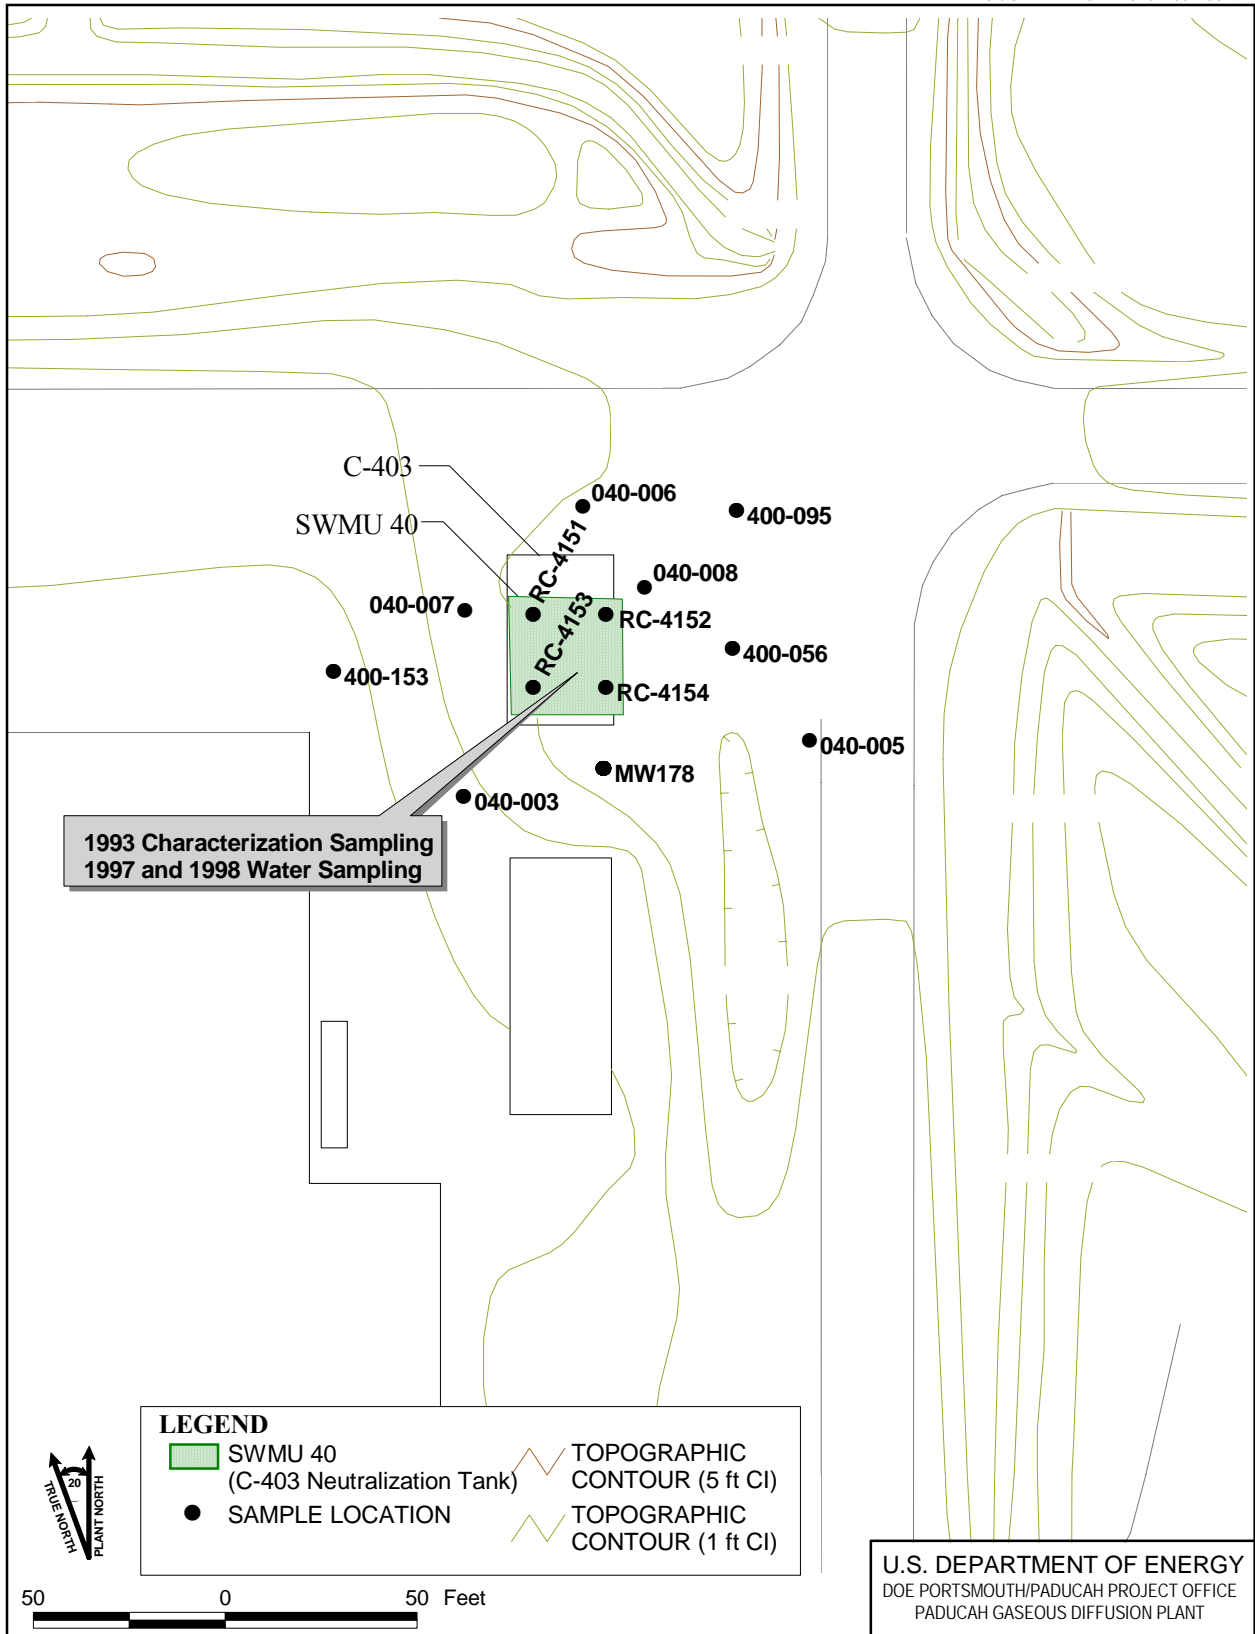 C-403
SWMU 40
040-006
400-095
RC-4151
040-008
040-007
RC-4153
RC-4152
400-056
400-153
RC-4154
040-005
MW178
040-003
1993 Characterization Sampling
1997 and 1998 Water Sampling
LEGEND
SWMU 40
(C-403 Neutralization Tank)
SAMPLE LOCATION
TOPOGRAPHIC
CONTOUR (5 ft CI)
TOPOGRAPHIC
CONTOUR (1 ft CI)
20
TRUE NORTH
PLANT NORTH
50 0 50 Feet
U.S. DEPARTMENT OF ENERGY
DOE PORTSMOUTH/PADUCAH PROJECT OFFICE
PADUCAH GASEOUS DIFFUSION PLANT